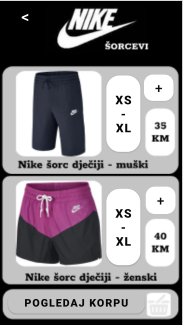 <
NIKE
ŠORCEVI
XS
-
XL
+
35
KM
Nike šorc dječiji - muški
XS
-
XL
+
40
KM
Nike šorc dječiji - ženski
POGLEDAJ KORPU